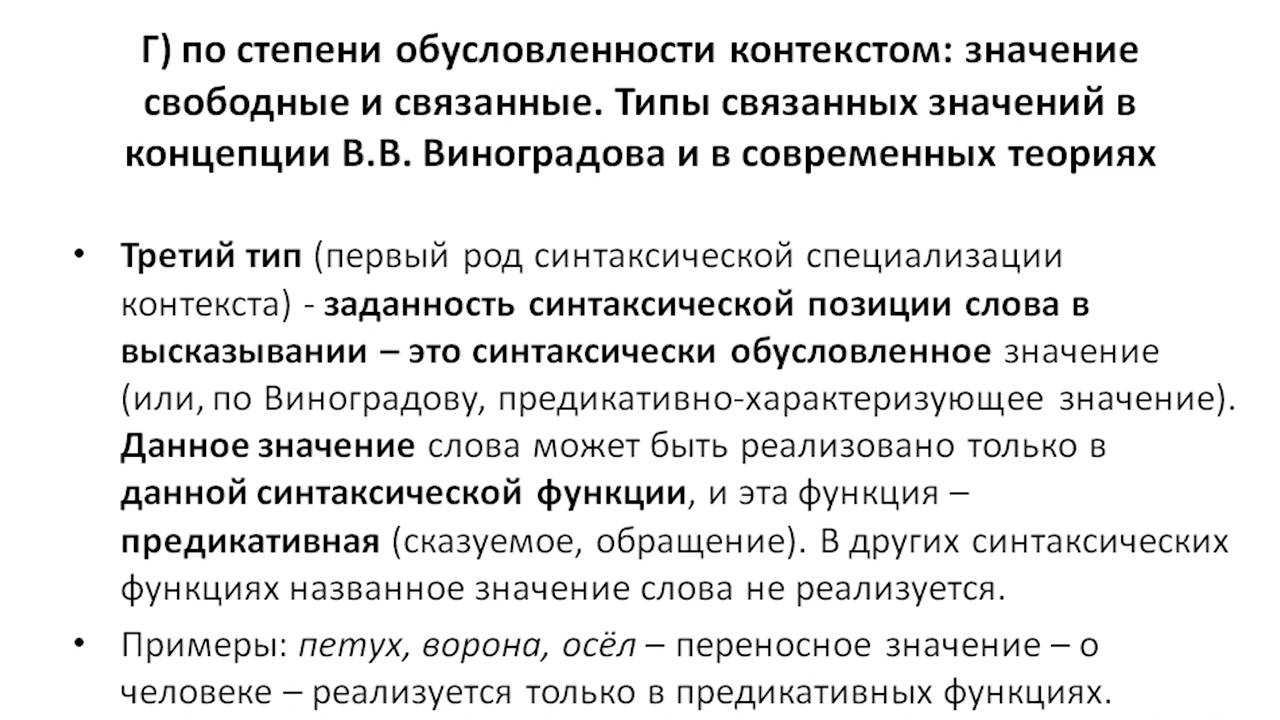 Г) по степени обусловленности контекстом: значение
свободные и связанные. Типы связанных значений в
концепции В.В. Виноградова и в современных теориях
• Третий тип (первый род синтаксической специализации
контекста) - заданность синтаксической позиции слова в
высказывании – это синтаксически обусловленное значение
(или, по Виноградову, предикативно-характеризующее значение).
Данное значение слова может быть реализовано только в
данной синтаксической функции, и эта функция –
предикативная (сказуемое, обращение). В других синтаксических
функциях названное значение слова не реализуется.
• Примеры: петух, ворона, осёл – переносное значение – о
человеке – реализуется только в предикативных функциях.